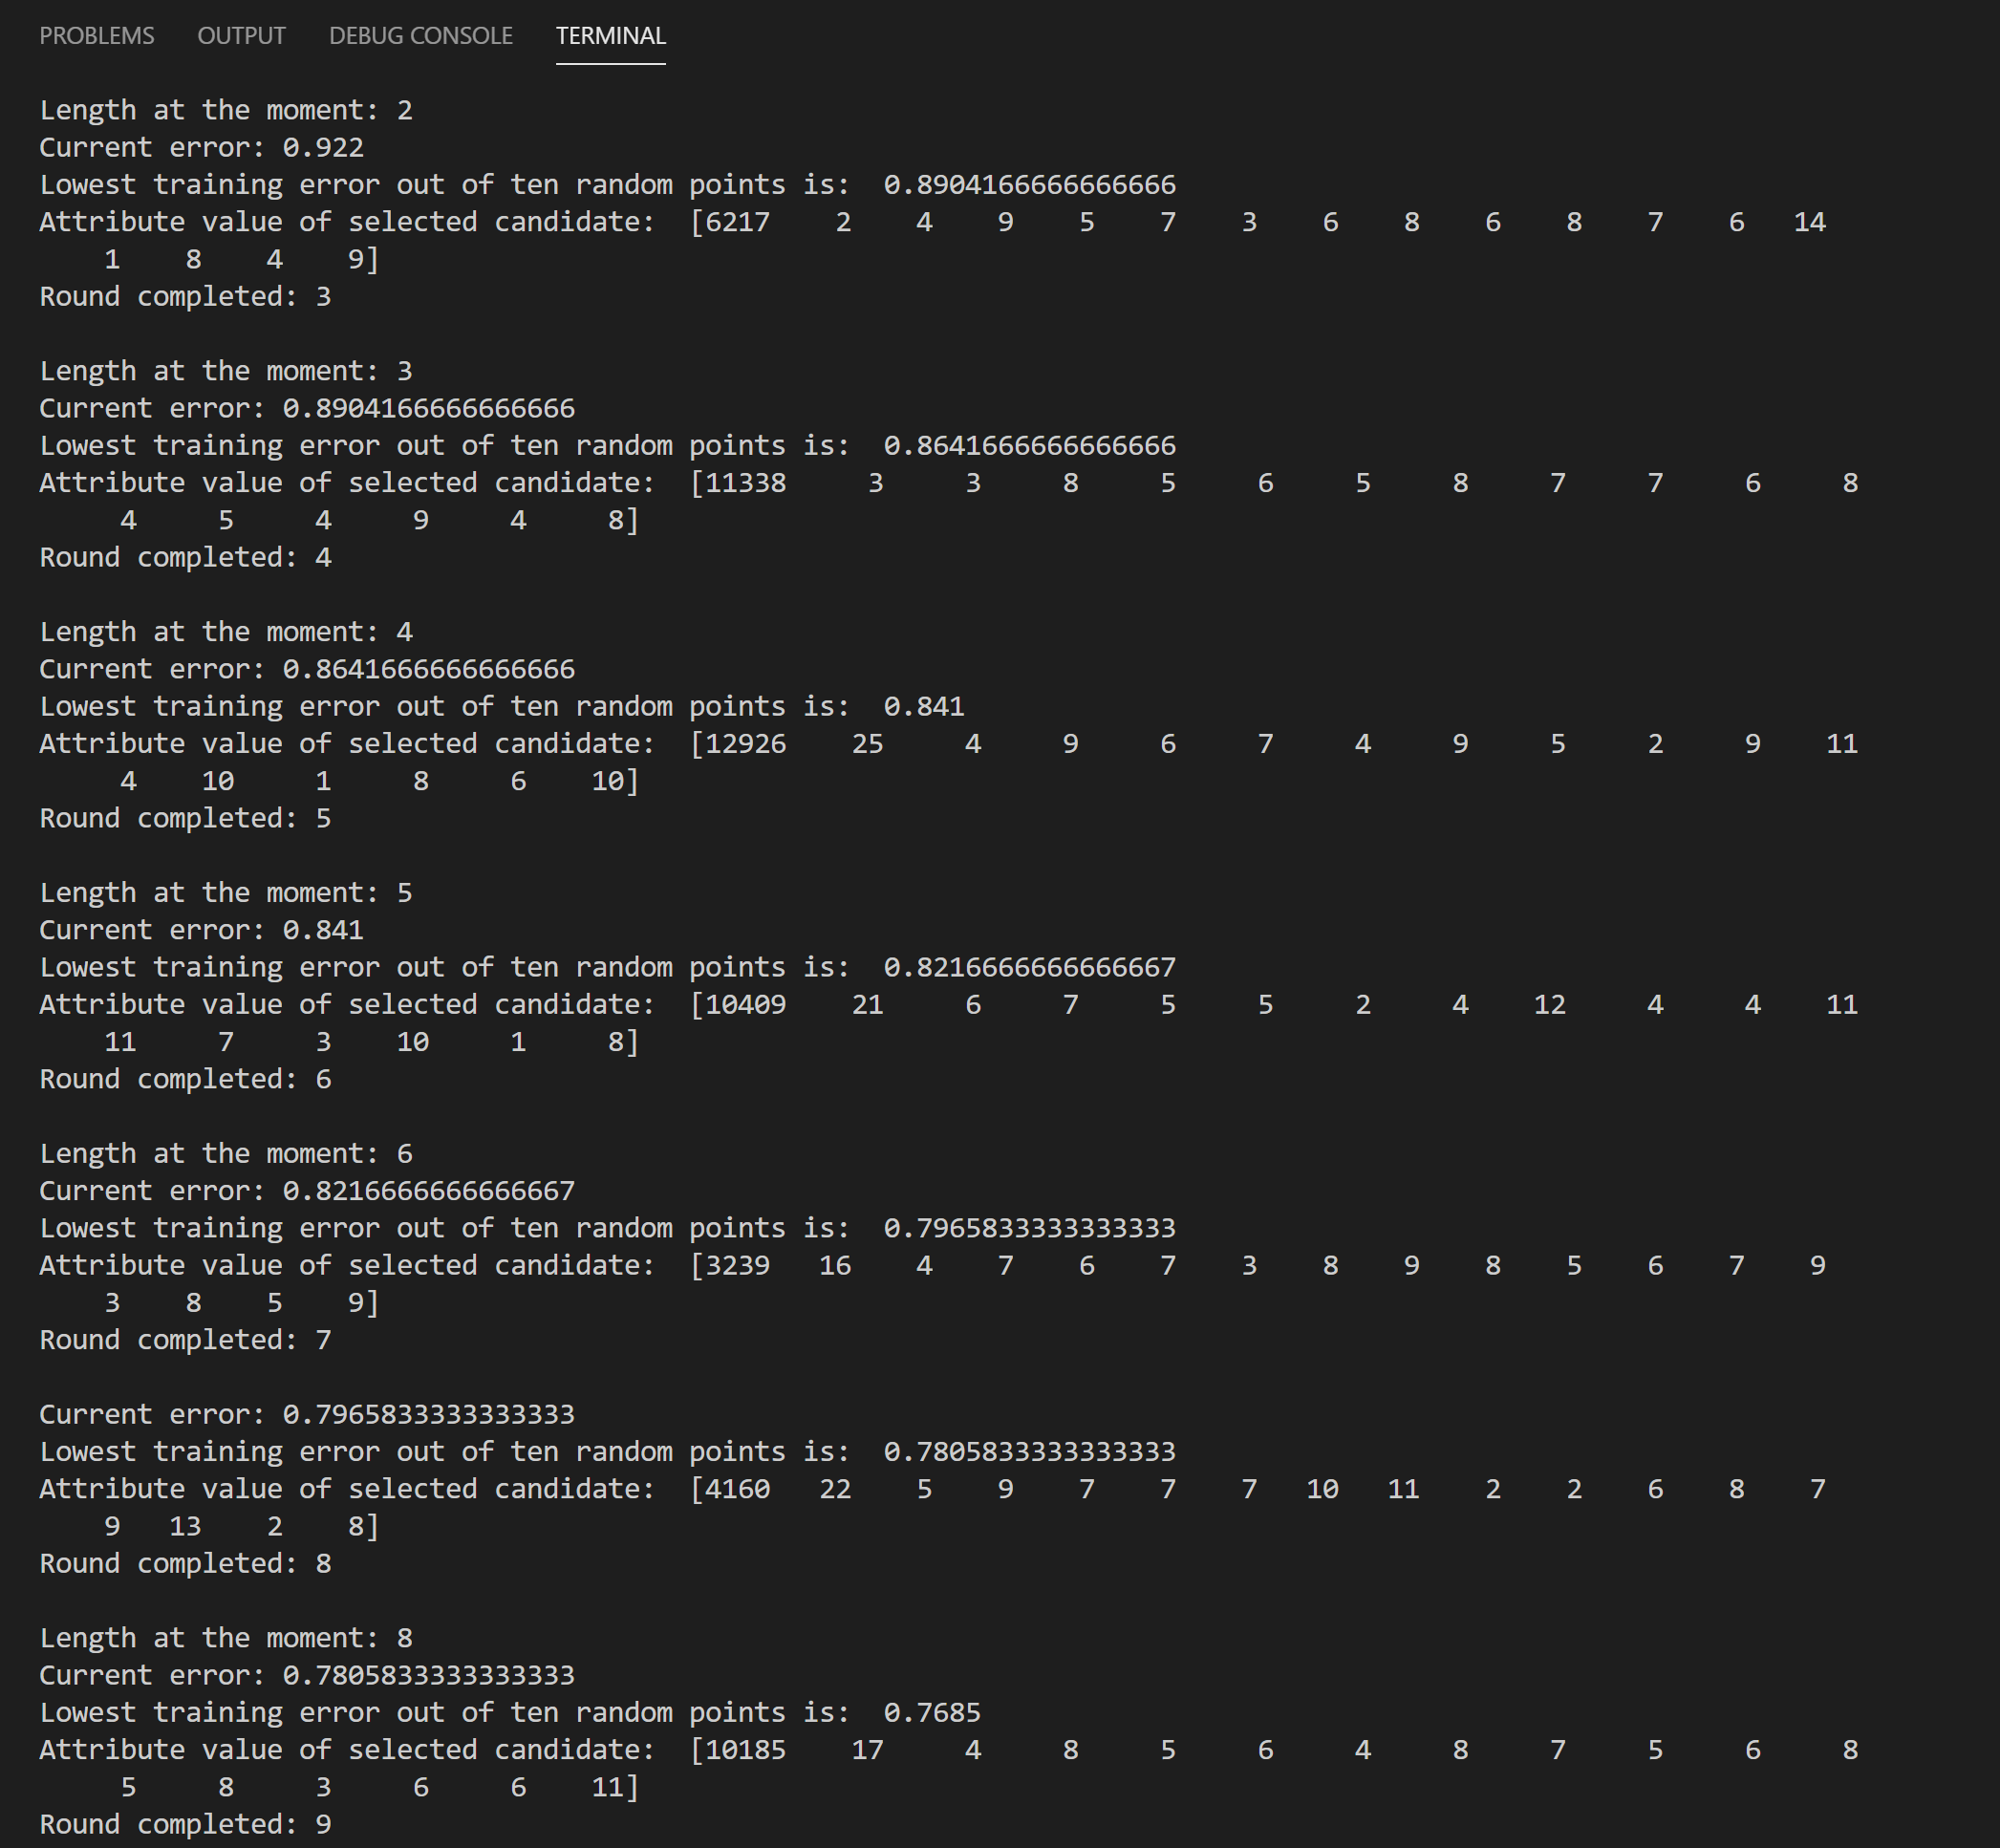 PROBLEMS OUTPUT DEBUG CONSOLE TERMINAL
Length at the moment: 2
Current error: 0.922
Lowest training error out of ten random points is:  0.8904166666666666
Attribute value of selected candidate:  [6217    2    4    9    5    7    3    6    8    6    8    7    6   14
    1    8    4    9]
Round completed: 3

Length at the moment: 3
Current error: 0.8904166666666666
Lowest training error out of ten random points is:  0.8641666666666666
Attribute value of selected candidate:  [11338     3     3     8     5     6     5     8     7     7     6     8
     4     5     4     9     4     8]
Round completed: 4

Length at the moment: 4
Current error: 0.8641666666666666
Lowest training error out of ten random points is:  0.841
Attribute value of selected candidate:  [12926    25     4     9     6     7     4     9     5     2     9    11
     4    10     1     8     6    10]
Round completed: 5

Length at the moment: 5
Current error: 0.841
Lowest training error out of ten random points is:  0.8216666666666667
Attribute value of selected candidate:  [10409    21     6     7     5     5     2     4    12     4     4    11
    11     7     3    10     1     8]
Round completed: 6

Length at the moment: 6
Current error: 0.8216666666666667
Lowest training error out of ten random points is:  0.7965833333333333
Attribute value of selected candidate:  [3239   16    4    7    6    7    3    8    9    8    5    6    7    9
    3    8    5    9]
Round completed: 7

Current error: 0.7965833333333333
Lowest training error out of ten random points is:  0.7805833333333333
Attribute value of selected candidate:  [4160   22    5    9    7    7    7   10   11    2    2    6    8    7
    9   13    2    8]
Round completed: 8

Length at the moment: 8
Current error: 0.7805833333333333
Lowest training error out of ten random points is:  0.7685
Attribute value of selected candidate:  [10185    17     4     8     5     6     4     8     7     5     6     8
     5     8     3     6     6    11]
Round completed: 9